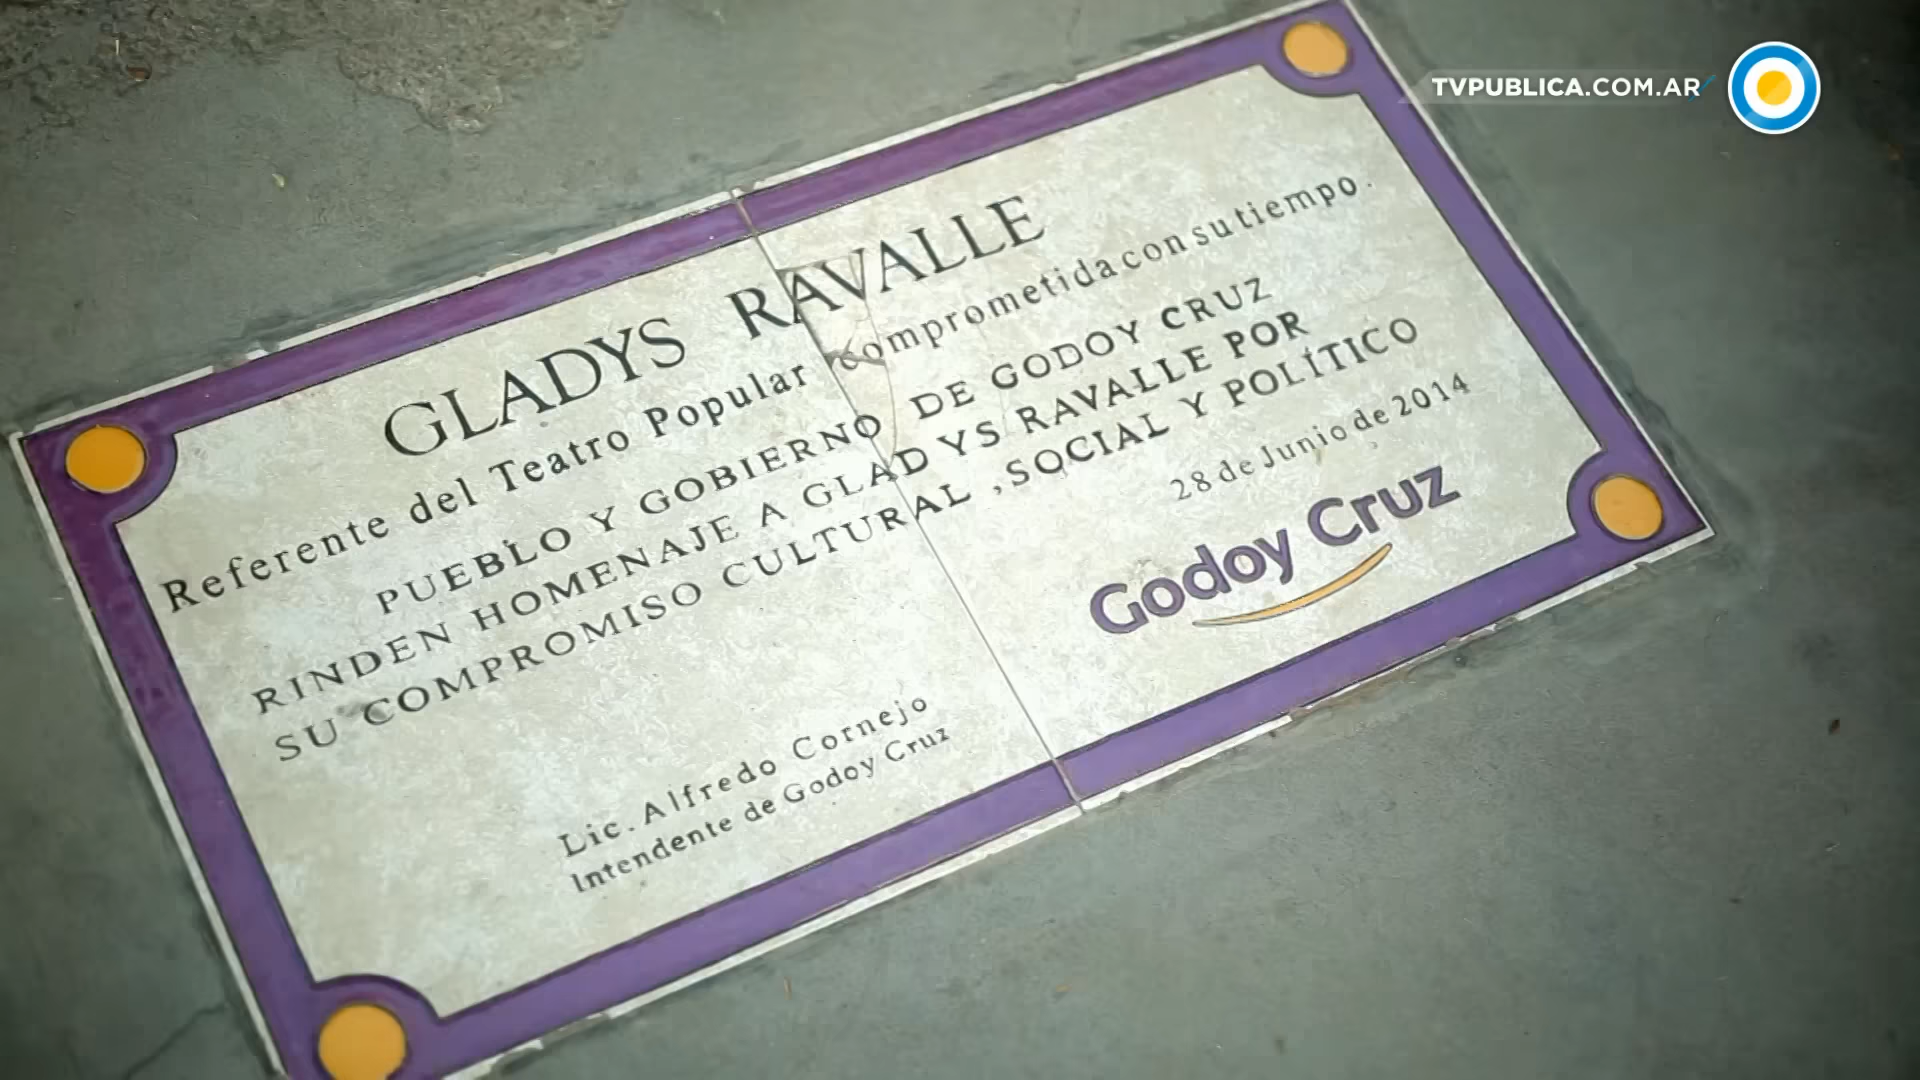 TVPUBLICA.COM.AR
GLADYS RAVALLE
Referente del Teatro Popular comprometida con su tiempo.
PUEBLO Y GOBIERNO DE GODOY CRUZ
RINDEN HOMENAJE A GLADYS RAVALLE POR
SU COMPROMISO CULTURAL , SOCIAL Y POLÍTICO
28 de Junio de 2014
Godoy Cruz
Lic. Alfredo Cornejo
Intendente de Godoy Cruz